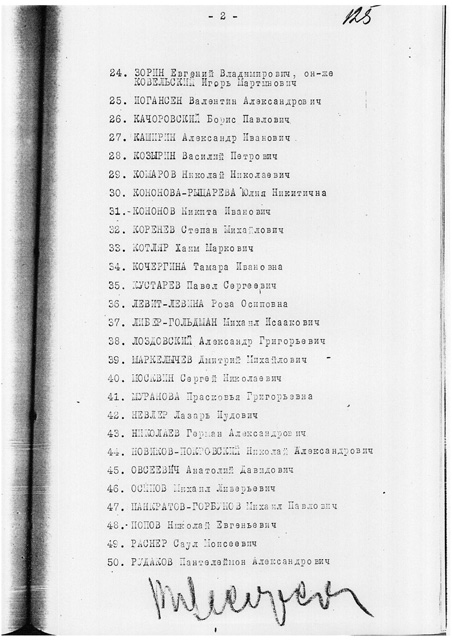 - 2 -
125
24. ЗОРИН Евгений Владимирович, он-же
КОВЕЛЬСКИЙ Игорь Мартынович
25. ИОГАНСЕН Валентин Александрович
26. КАЧОРОВСКИЙ Борис Павлович
27. КАШИРИН Александр Иванович
28. КОЗЫРИН Василий Петрович
29. КОМАРОВ Николай Николаевич
30. КОНОНОВА-РЫЦАРЕВА Юлия Никитична
31. КОНОНОВ Никита Иванович
32. КОРЕНЕВ Степан Михайлович
33. КОТЛЯР Хаим Маркович
34. КОЧЕРГИНА Тамара Ивановна
35. КУСТАРЕВ Павел Сергеевич
36. ЛЕВИТ-ЛЕВИНА Роза Осиповна
37. ЛИБЕР-ГОЛЬДМАН Михаил Исаакович
38. ЛОЗДОВСКИЙ Александр Григорьевич
39. МАРКЕЛЫЧЕВ Дмитрий Михайлович
40. МОСКВИН Сергей Николаевич
41. МУРАНОВА Прасковья Григорьевна
42. НЕВЛЕР Лазарь Иудович
43. НИКОЛАЕВ Герман Александрович
44. НОВИКОВ-ПОКРОВСКИЙ Николай Александрович
45. ОВСЕЕВИЧ Анатолий Давидович
46. ОСИПОВ Михаил Ливерьевич
47. ПАНКРАТОВ-ГОРБУНОВ Михаил Павлович
48. ПОПОВ Николай Евгеньевич
49. РАСНЕР Саул Моисеевич
50. РУДАКОВ Пантелеймон Александрович